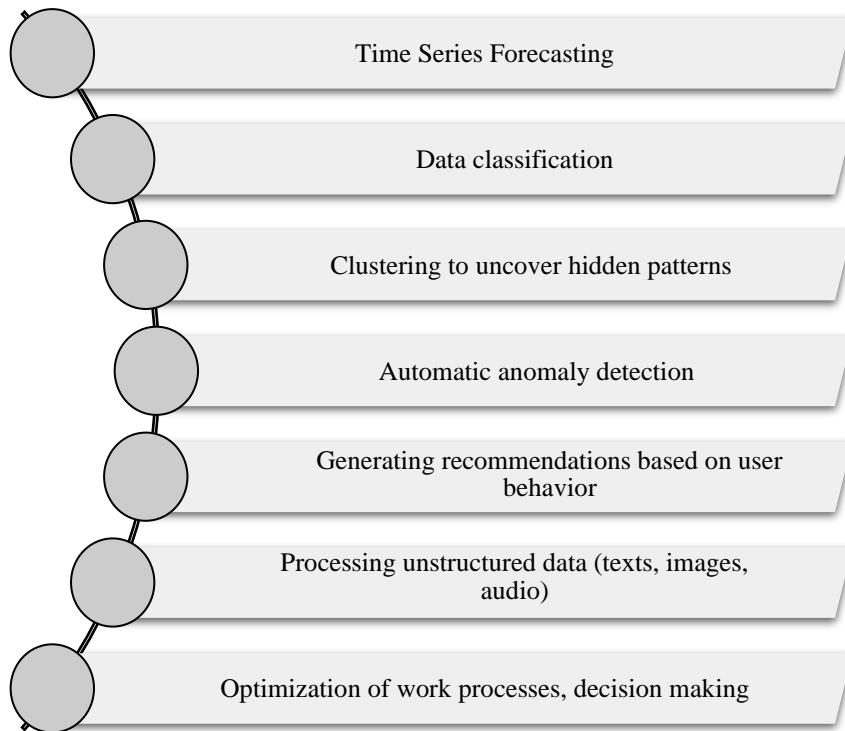 Time Series Forecasting
Data classification
Clustering to uncover hidden patterns
Automatic anomaly detection
Generating recommendations based on user
behavior
Processing unstructured data (texts, images,
audio)
Optimization of work processes, decision making